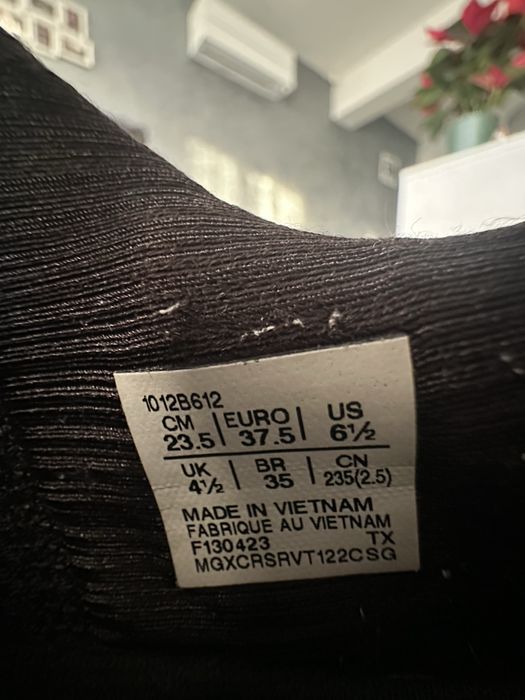 1012B612
CM EURO US
23.5 37.5 6½
UK BR CN
4½ 35 235(2.5)
MADE IN VIETNAM
FABRIQUE AU VIETNAM
F130423 TX
MGXCRSRVT122CSG